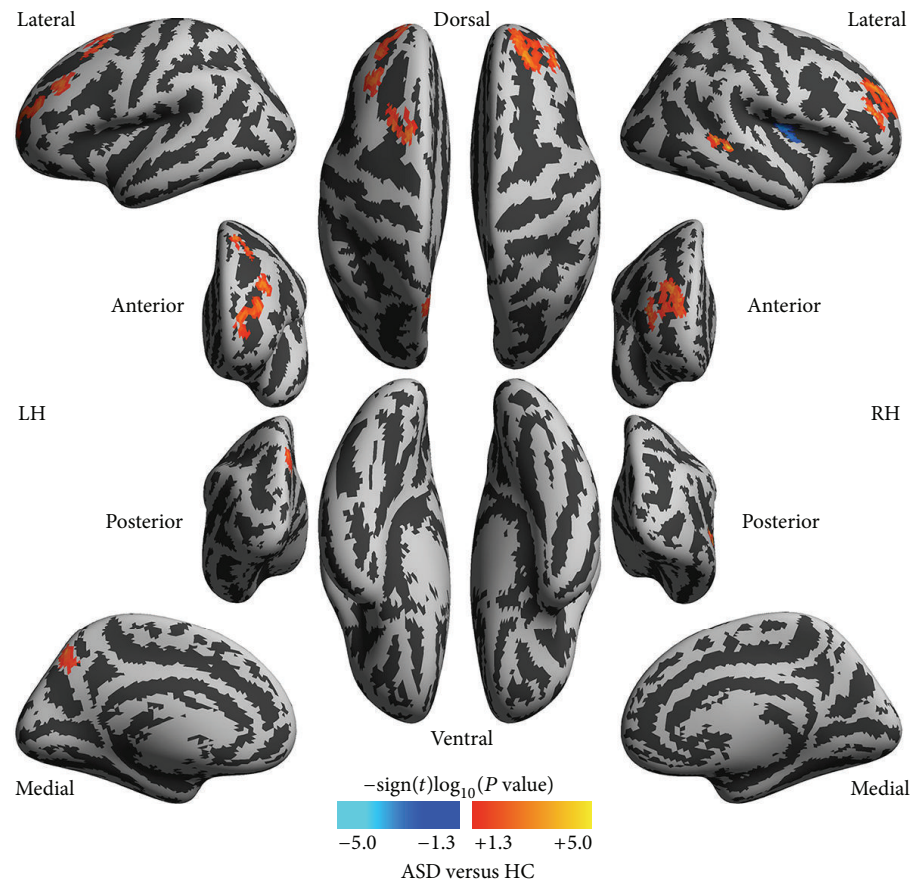 Lateral
Dorsal
Lateral
Anterior
Anterior
LH
RH
Posterior
Posterior
Ventral
Medial
Medial
−sign(t)log₁₀(P value)
−5.0 −1.3 +1.3 +5.0
ASD versus HC